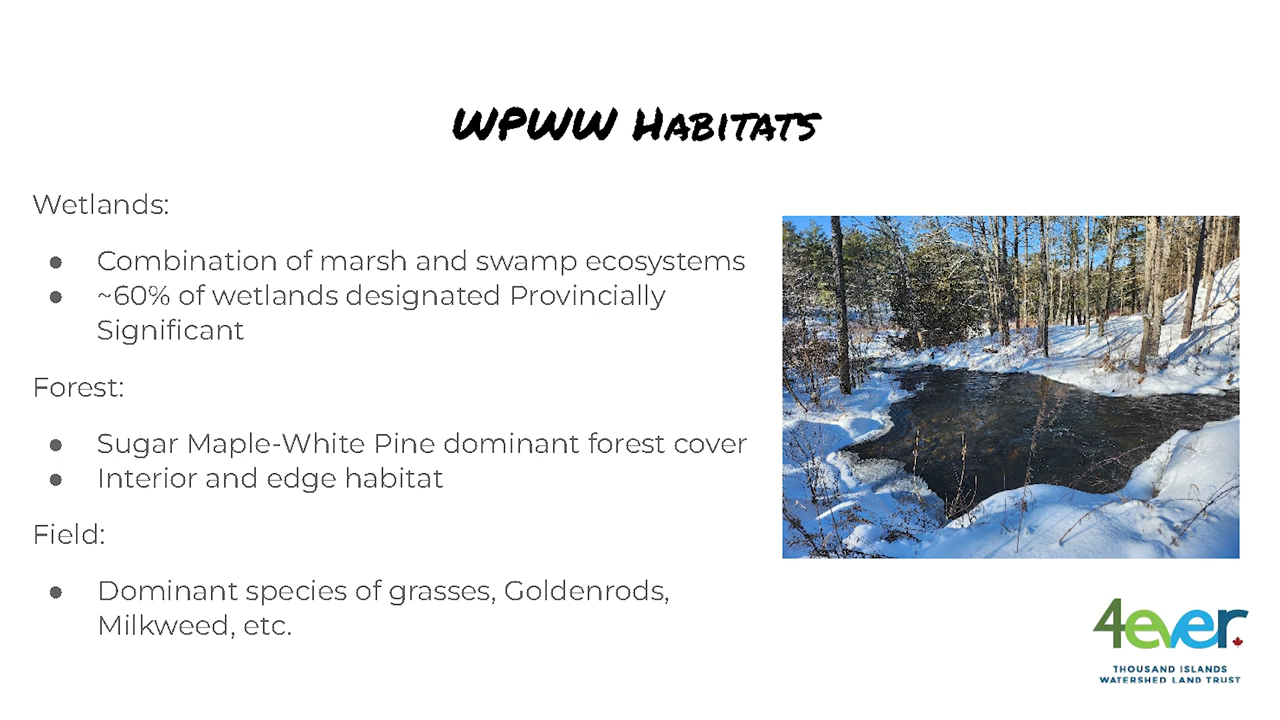 WPWW Habitats
Wetlands:
● Combination of marsh and swamp ecosystems
● ~60% of wetlands designated Provincially
Significant
Forest:
● Sugar Maple-White Pine dominant forest cover
● Interior and edge habitat
Field:
● Dominant species of grasses, Goldenrods,
Milkweed, etc.
4ever.
THOUSAND ISLANDS
WATERSHED LAND TRUST